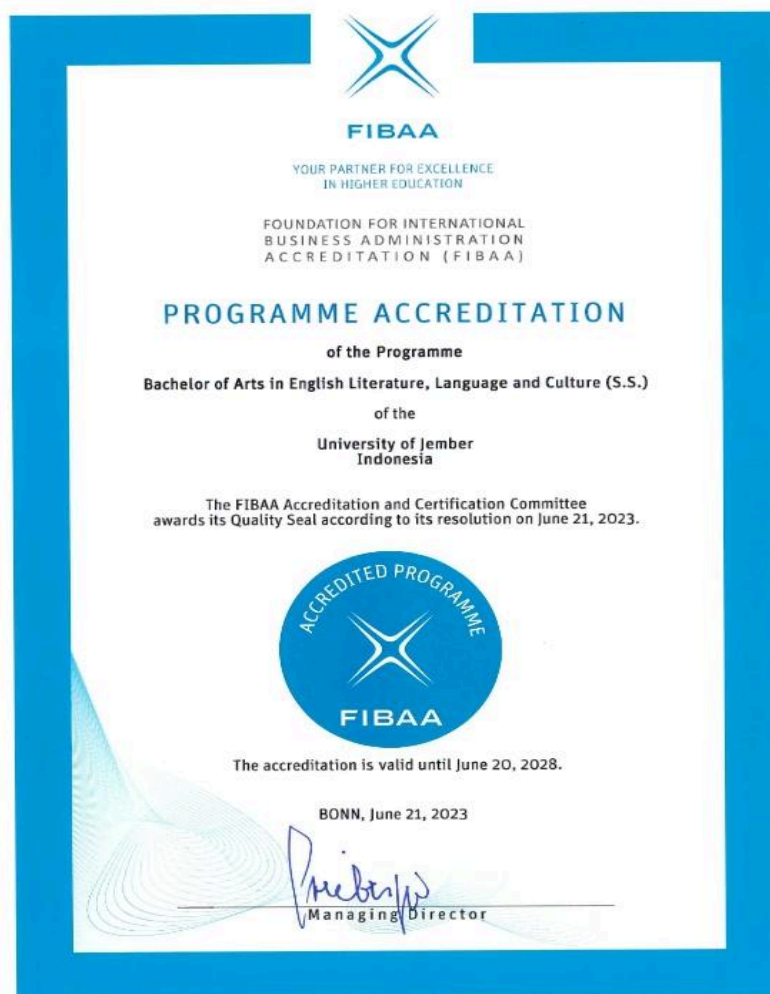 FIBAA
YOUR PARTNER FOR EXCELLENCE
IN HIGHER EDUCATION
FOUNDATION FOR INTERNATIONAL
BUSINESS ADMINISTRATION
ACCREDITATION (FIBAA)
PROGRAMME ACCREDITATION
of the Programme
Bachelor of Arts in English Literature, Language and Culture (S.S.)
of the
University of Jember
Indonesia
The FIBAA Accreditation and Certification Committee
awards its Quality Seal according to its resolution on June 21, 2023.
ACCREDITED PROGRAMME
FIBAA
The accreditation is valid until June 20, 2028.
BONN, June 21, 2023
Managing Director